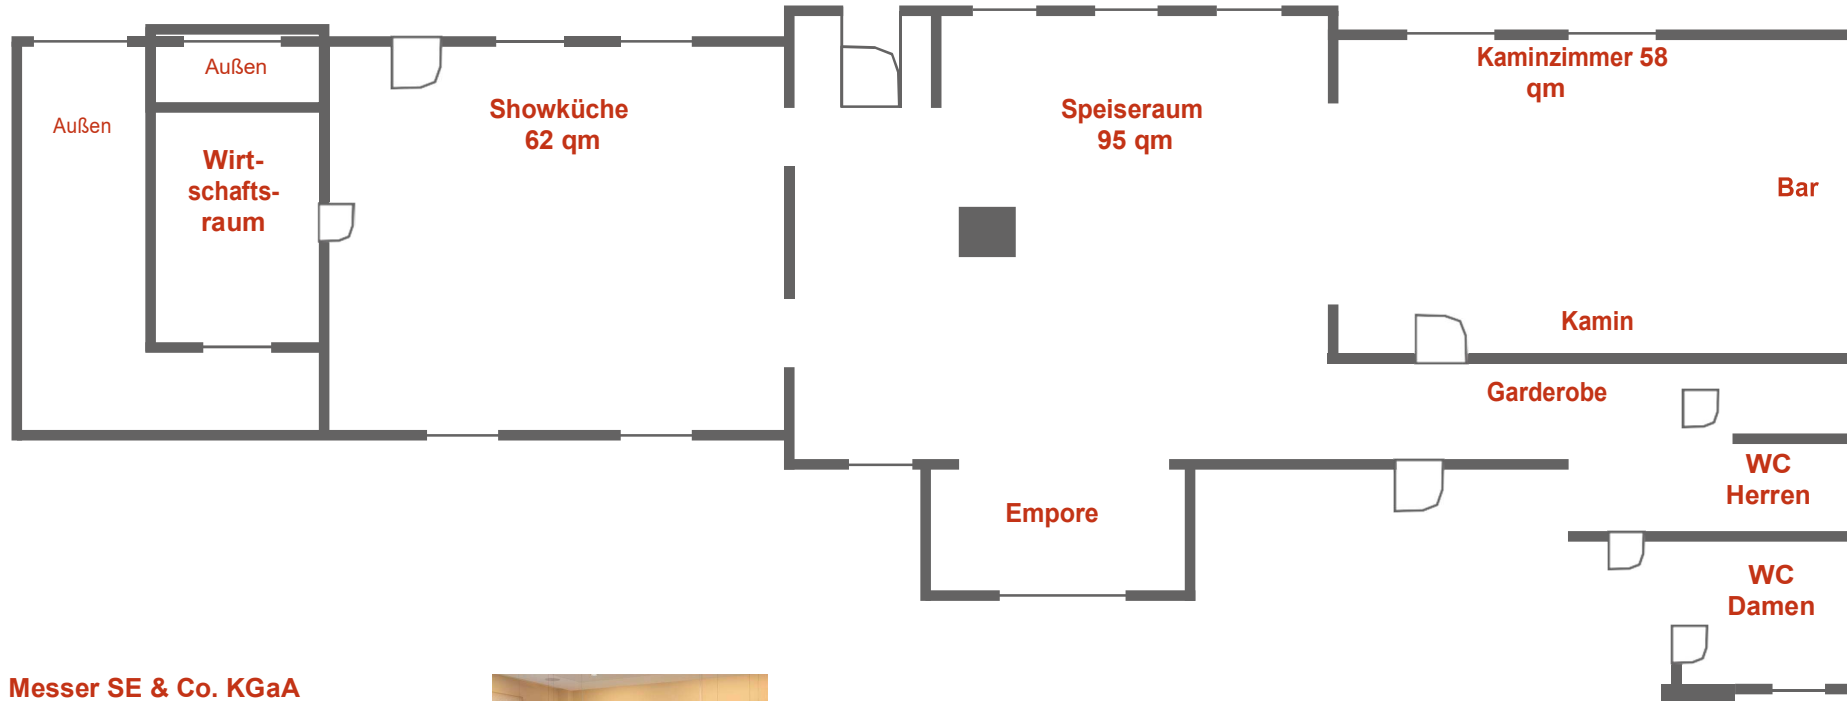 Außen
Außen
Wirt-
schafts-
raum
Showküche
62 qm
Speiseraum
95 qm
Kaminzimmer 58
qm
Bar
Kamin
Garderobe
WC
Herren
Empore
WC
Damen
Messer SE & Co. KGaA